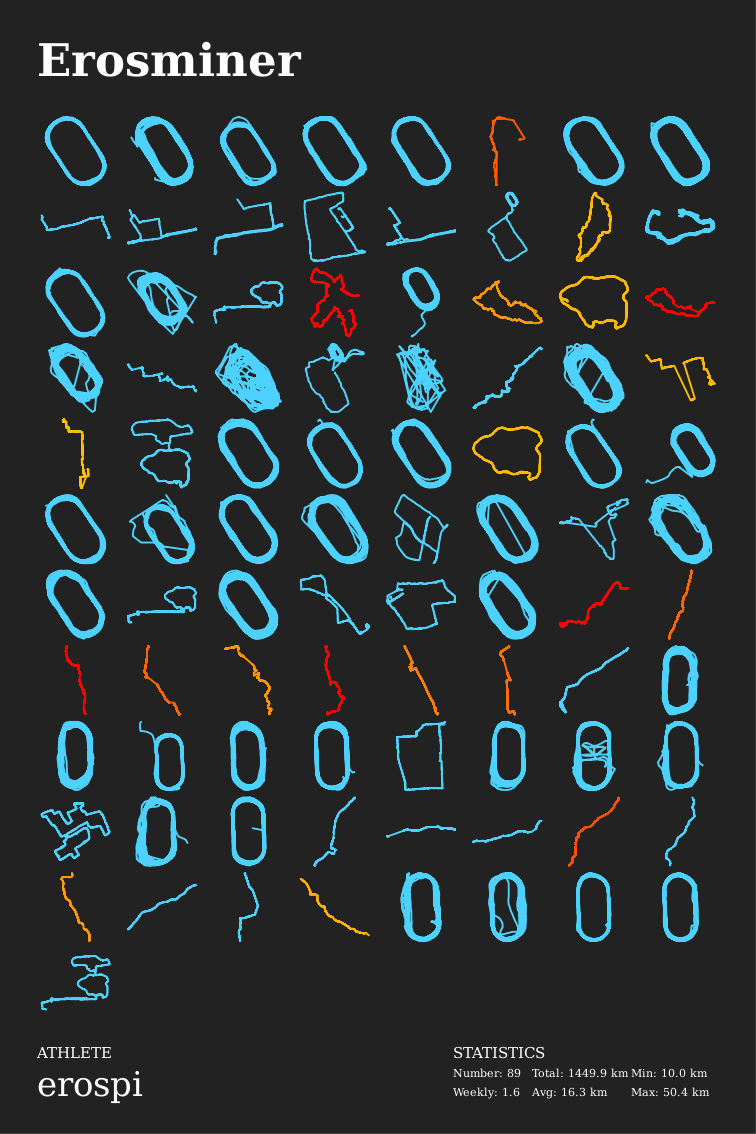 Erosminer
ATHLETE
erospi
STATISTICS
Number: 89 Total: 1449.9 km Min: 10.0 km
Weekly: 1.6 Avg: 16.3 km Max: 50.4 km